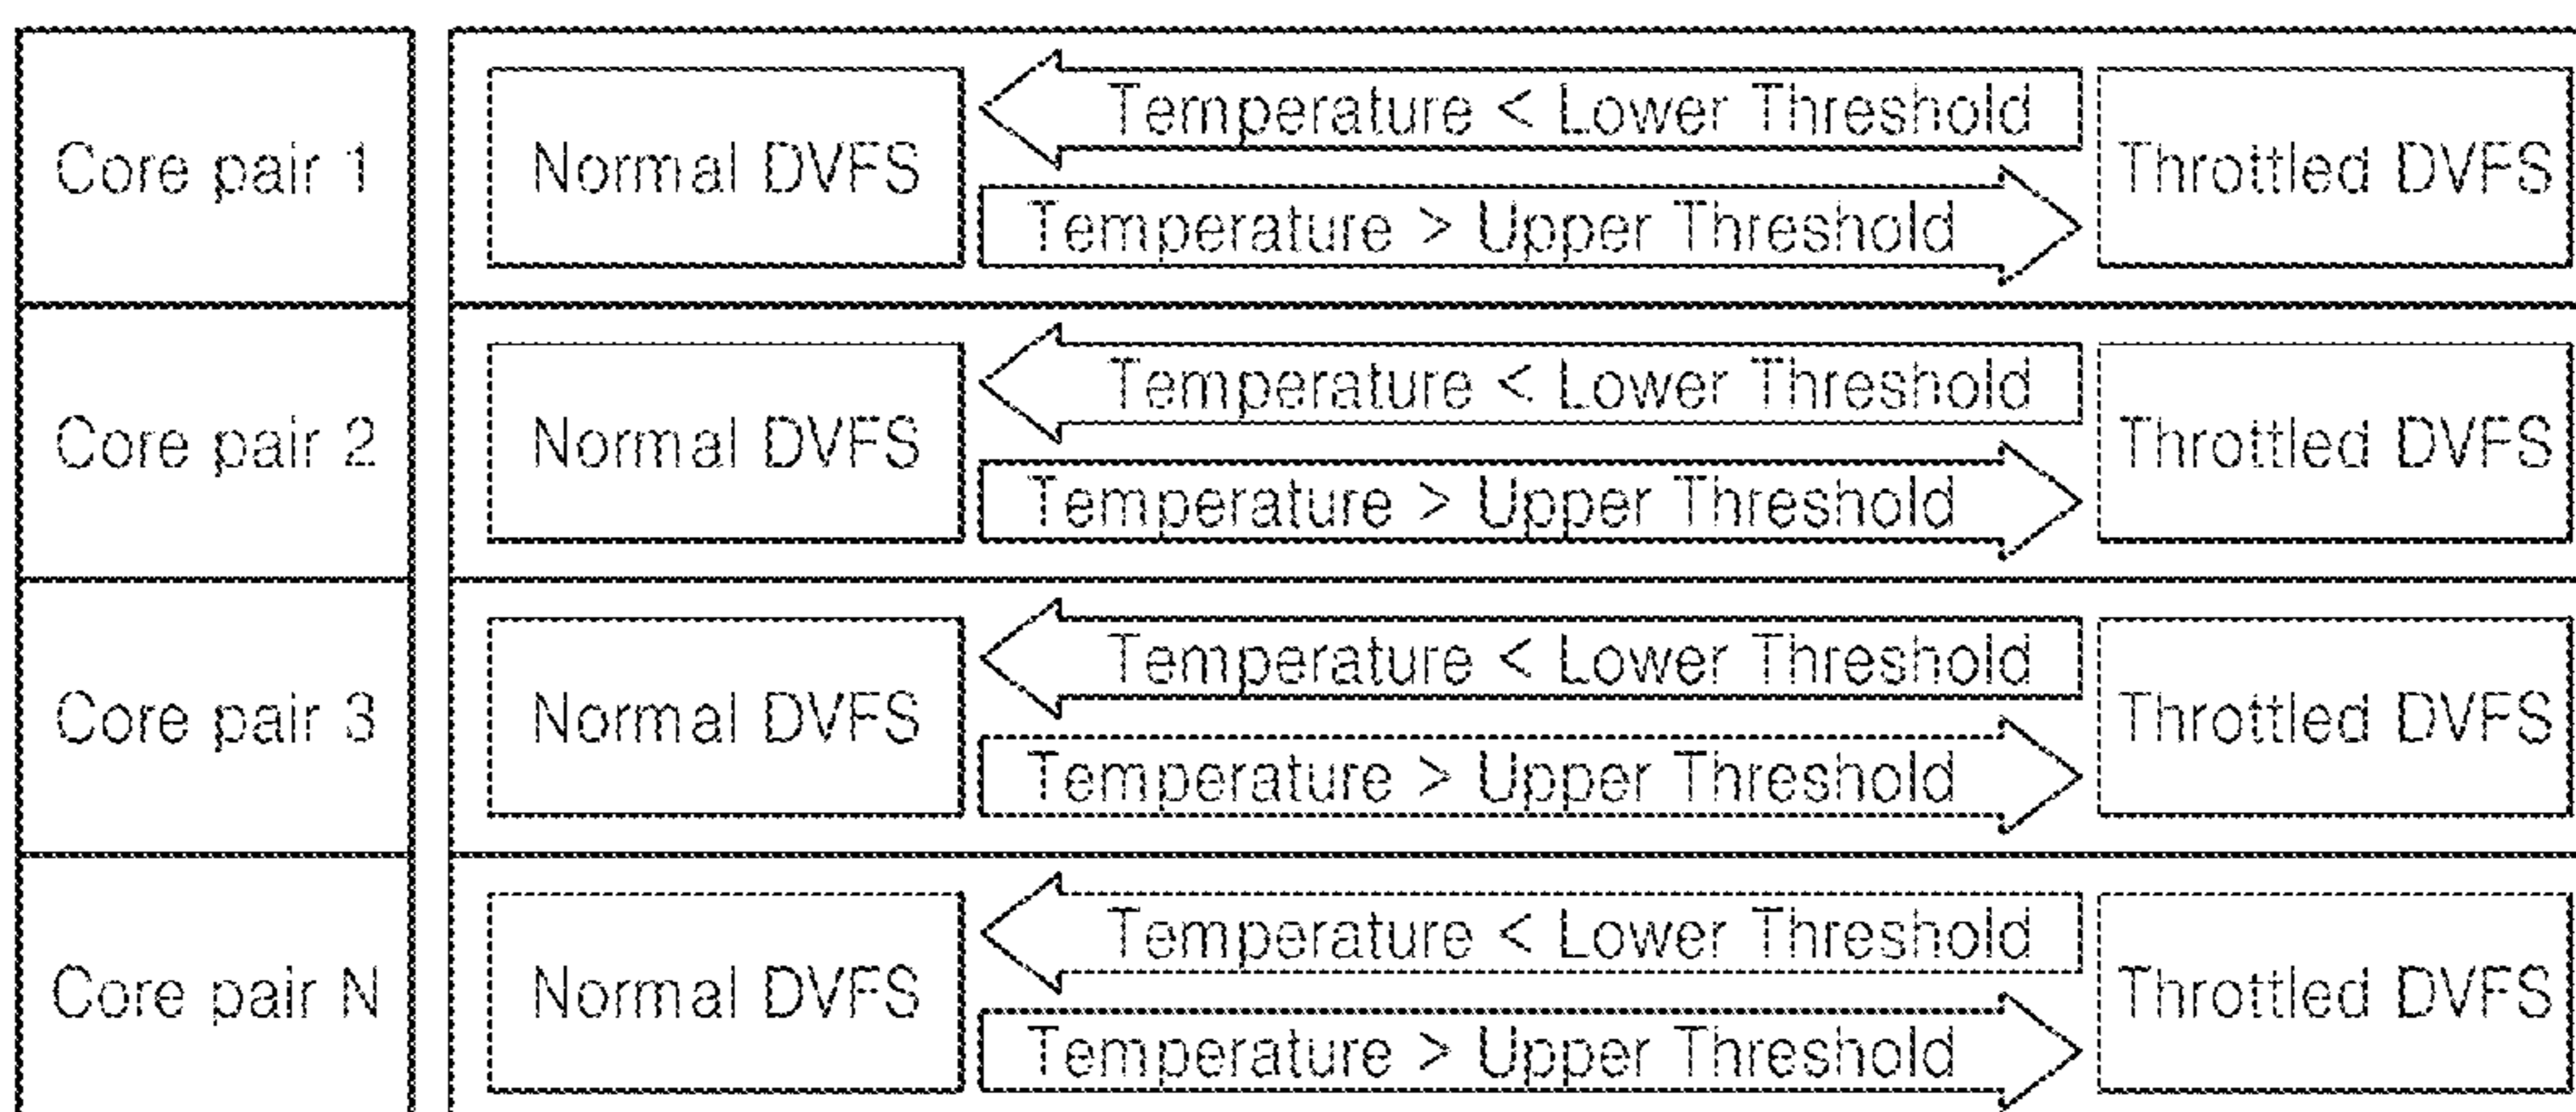 Core pair 1
Normal DVFS
Temperature < Lower Threshold
Temperature > Upper Threshold
Throttled DVFS
Core pair 2
Normal DVFS
Temperature < Lower Threshold
Temperature > Upper Threshold
Throttled DVFS
Core pair 3
Normal DVFS
Temperature < Lower Threshold
Temperature > Upper Threshold
Throttled DVFS
Core pair N
Normal DVFS
Temperature < Lower Threshold
Temperature > Upper Threshold
Throttled DVFS